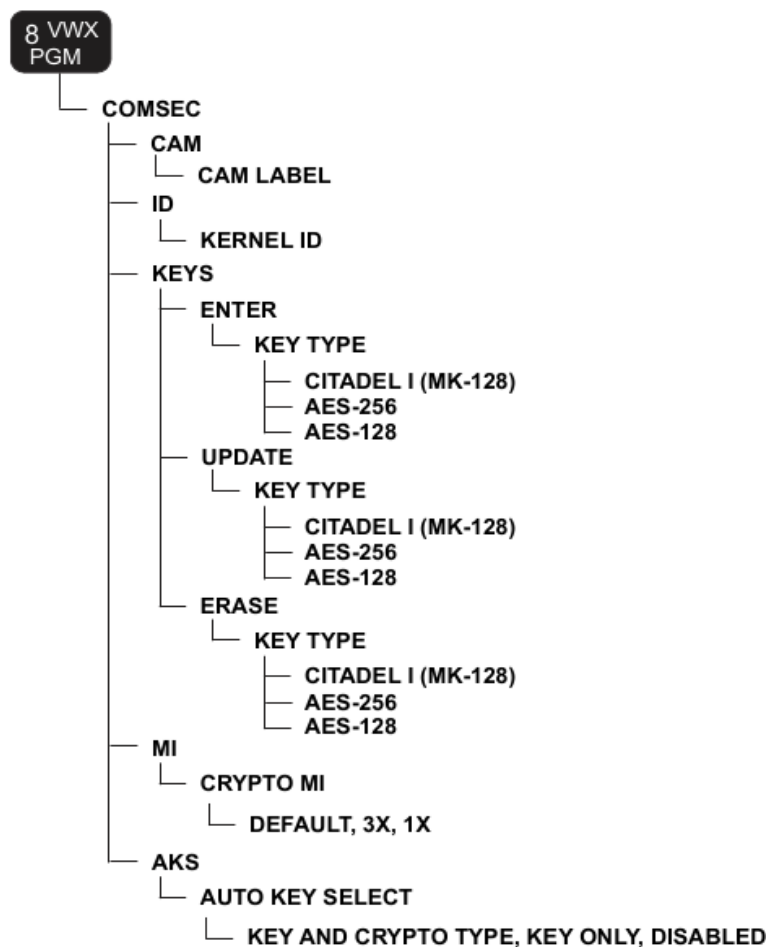 8 VWX
PGM
COMSEC
CAM
CAM LABEL
ID
KERNEL ID
KEYS
ENTER
KEY TYPE
CITADEL I (MK-128)
AES-256
AES-128
UPDATE
KEY TYPE
CITADEL I (MK-128)
AES-256
AES-128
ERASE
KEY TYPE
CITADEL I (MK-128)
AES-256
AES-128
MI
CRYPTO MI
DEFAULT, 3X, 1X
AKS
AUTO KEY SELECT
KEY AND CRYPTO TYPE, KEY ONLY, DISABLED